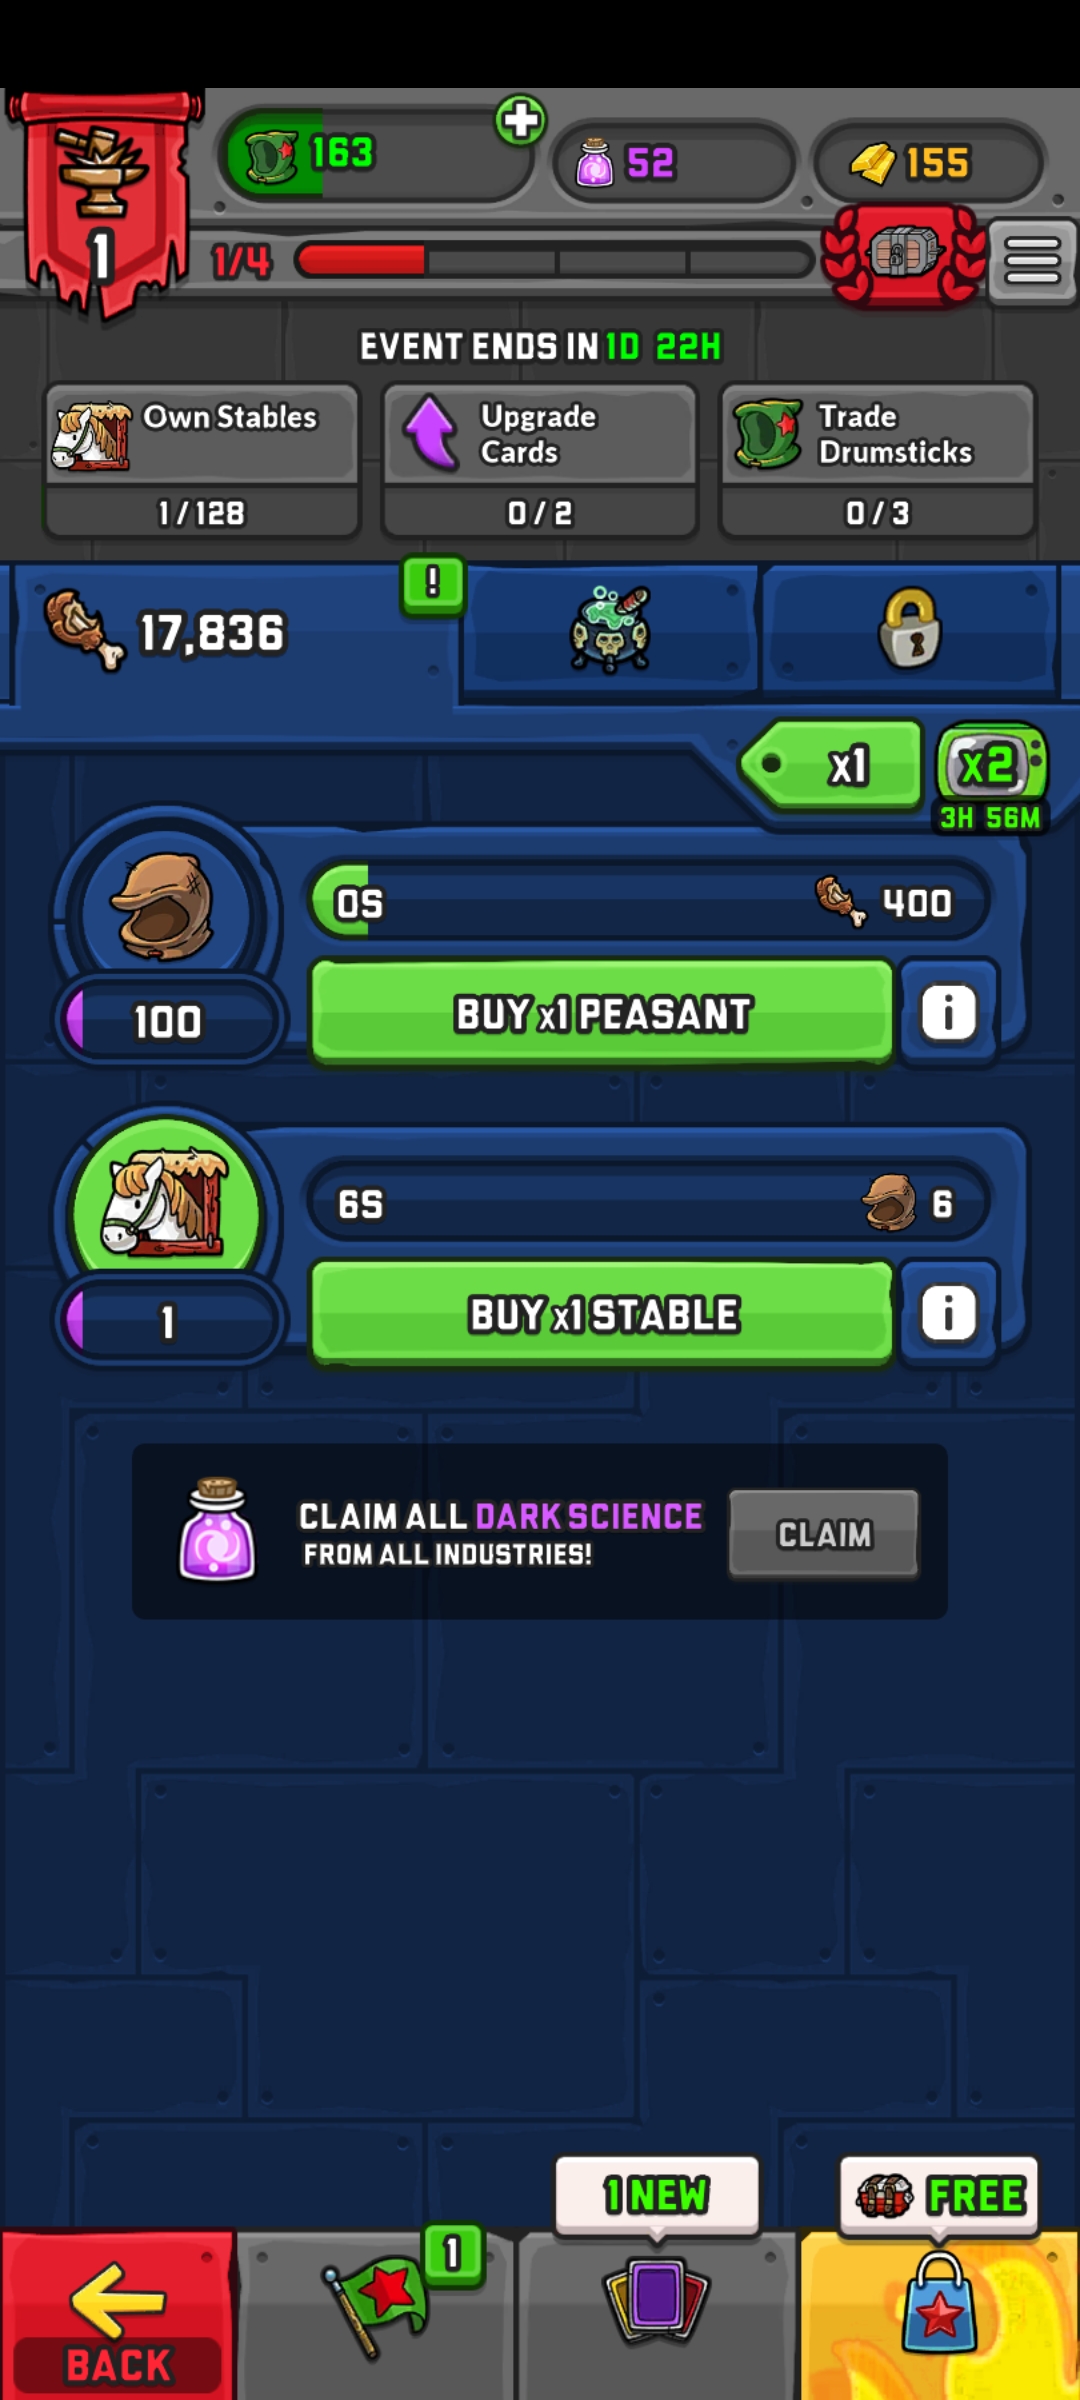 163
52
155
1
1/4
EVENT ENDS IN 1D 22H
Own Stables
1/128
Upgrade
Cards
0/2
Trade
Drumsticks
0/3
17,836
!
x1
x2
3H 56M
0S
400
100
BUY x1 PEASANT
i
6S
6
1
BUY x1 STABLE
i
CLAIM ALL DARK SCIENCE
FROM ALL INDUSTRIES!
CLAIM
1 NEW
FREE
1
BACK